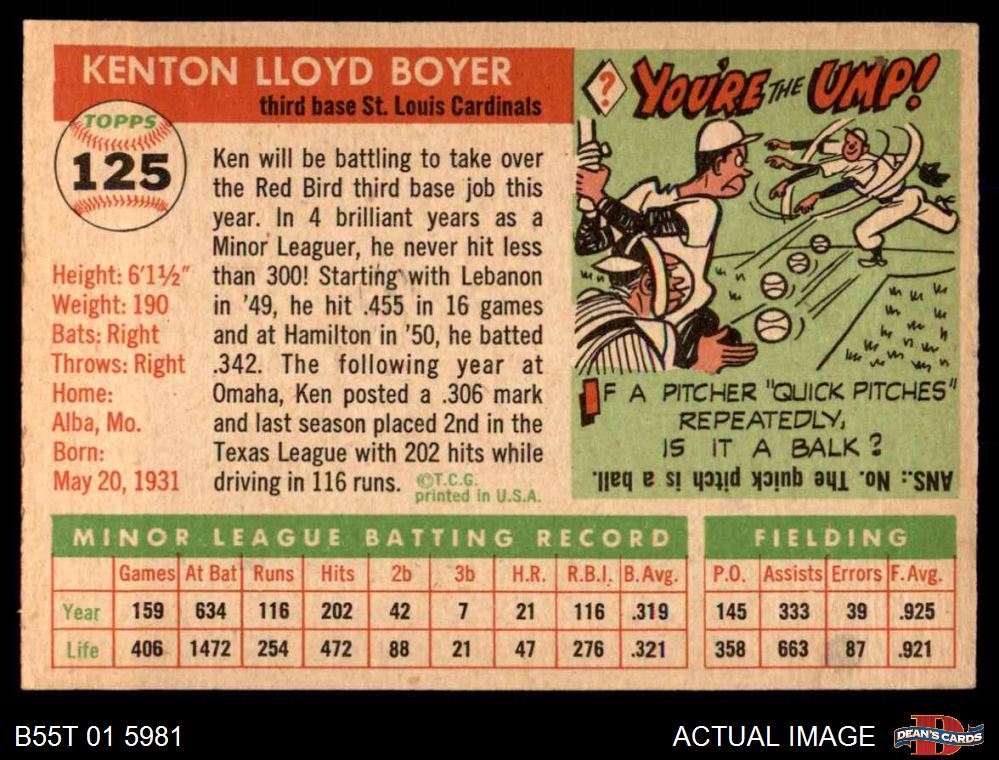 KENTON LLOYD BOYER
third base St. Louis Cardinals
TOPPS
125
Height: 6'1½"
Weight: 190
Bats: Right
Throws: Right
Home:
Alba, Mo.
Born:
May 20, 1931
Ken will be battling to take over
the Red Bird third base job this
year. In 4 brilliant years as a
Minor Leaguer, he never hit less
than 300! Starting with Lebanon
in '49, he hit .455 in 16 games
and at Hamilton in '50, he batted
.342. The following year at
Omaha, Ken posted a .306 mark
and last season placed 2nd in the
Texas League with 202 hits while
driving in 116 runs.
©T.C.G.
printed in U.S.A.
? YOU'RE THE UMP!
IF A PITCHER "QUICK PITCHES"
REPEATEDLY,
IS IT A BALK?
ANS.: No. The quick pitch is a ball.
MINOR LEAGUE BATTING RECORD
Games At Bat Runs Hits 2b 3b H.R. R.B.I. B.Avg.
Year 159 634 116 202 42 7 21 116 .319
Life 406 1472 254 472 88 21 47 276 .321
FIELDING
P.O. Assists Errors F.Avg.
145 333 39 .925
358 663 87 .921
B55T 01 5981
ACTUAL IMAGE
DEAN'S CARDS